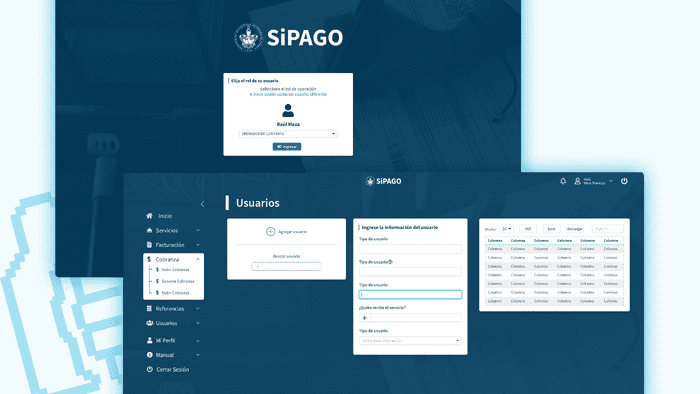 SiPAGO
Elija el rol de su usuario
Seleccione el rol de operación
o inicie sesión como un usuario diferente
Raúl Meza
OPERADOR DE COBRANZA
Ingresar
SiPAGO
Usuarios
Inicio
Servicios
Facturación
Cobranza
Subir Cobranza
Generar Cobranza
Subir Cobranza
Referencias
Usuarios
Mi Perfil
Manual
Cerrar Sesión
Agregar usuario
Buscar usuario
Ingrese la información del usuario
Tipo de usuario
Tipo de usuario
Tipo de usuario
¿Quién recibe el servicio?
+
Tipo de usuario
Seleccione una opción
Mostrar 10 PDF Excel Descargar Buscar
Columna Columna Columna Columna Columna Columna
Columna Columna Columna Columna Columna Columna
Columna Columna Columna Columna Columna Columna
Columna Columna Columna Columna Columna Columna
Columna Columna Columna Columna Columna Columna
Columna Columna Columna Columna Columna Columna
Columna Columna Columna Columna Columna Columna
Columna Columna Columna Columna Columna Columna